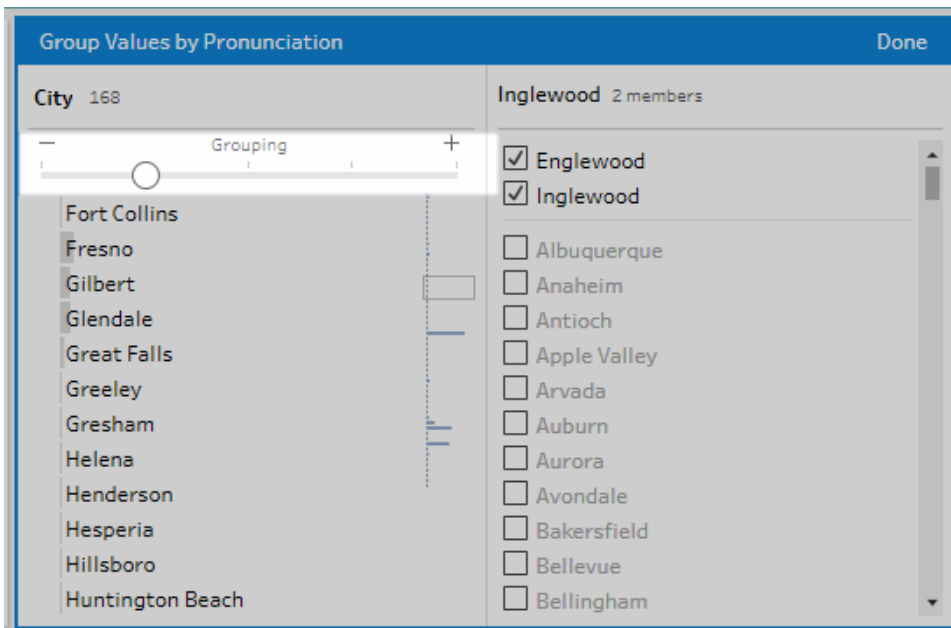 Group Values by Pronunciation Done
City 168
− Grouping +
Fort Collins
Fresno
Gilbert
Glendale
Great Falls
Greeley
Gresham
Helena
Henderson
Hesperia
Hillsboro
Huntington Beach
Inglewood 2 members
Englewood
Inglewood
Albuquerque
Anaheim
Antioch
Apple Valley
Arvada
Auburn
Aurora
Avondale
Bakersfield
Bellevue
Bellingham